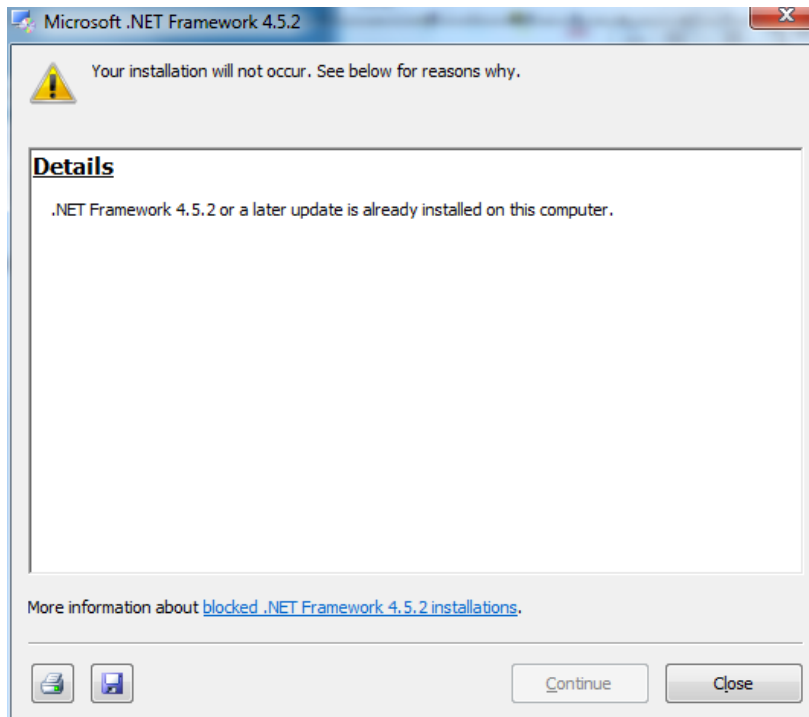 Microsoft .NET Framework 4.5.2
Your installation will not occur. See below for reasons why.
Details
.NET Framework 4.5.2 or a later update is already installed on this computer.
More information about blocked .NET Framework 4.5.2 installations.
Continue
Close